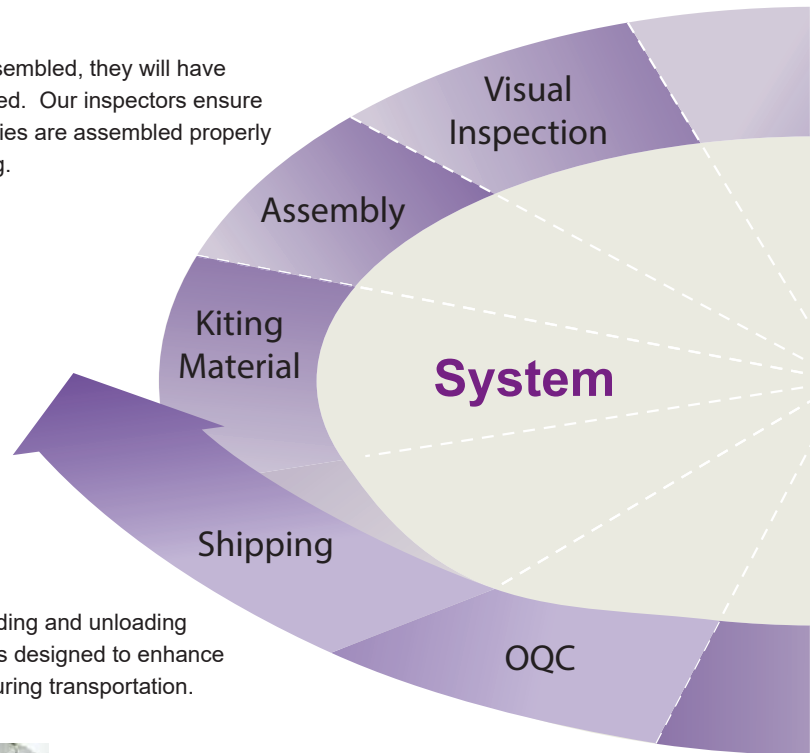 sembled, they will have
ed. Our inspectors ensure
ies are assembled properly
g.
Visual
Inspection
Assembly
Kiting
Material
System
Shipping
ding and unloading
s designed to enhance
uring transportation.
OQC